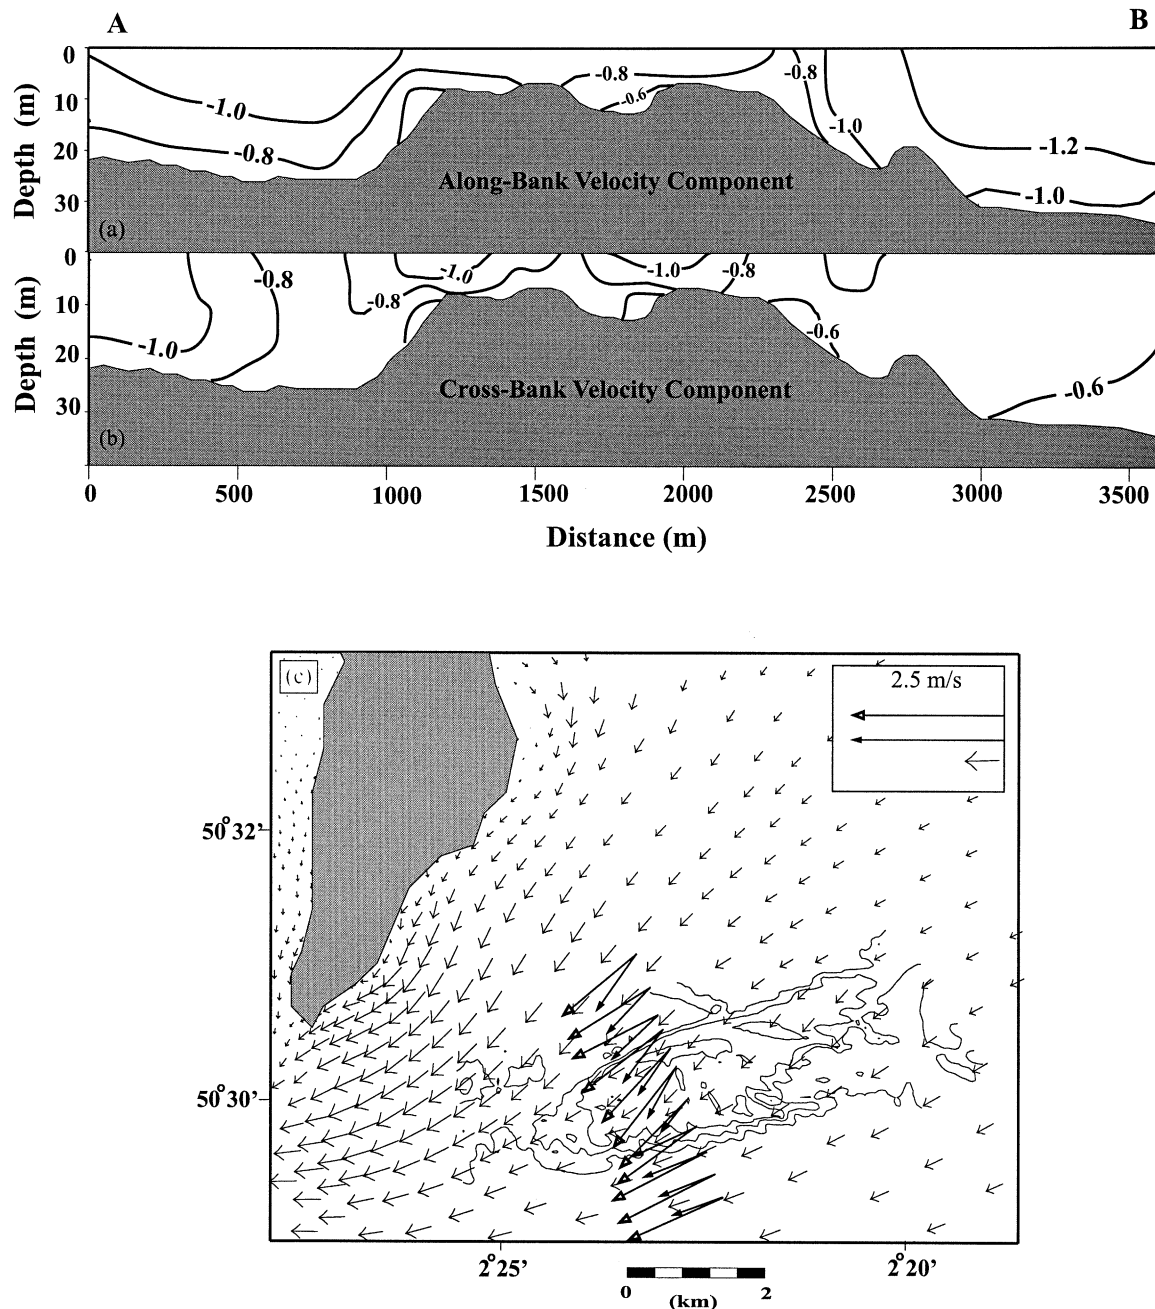 A B
0
10
20
30
Depth (m)
-1.0
-0.8
-0.8
-0.6
-0.8
-1.0
-1.2
-1.0
Along-Bank Velocity Component
(a)
0
10
20
30
Depth (m)
-1.0
-0.8
-0.8
-1.0
-1.0
-0.8
-0.6
-0.6
Cross-Bank Velocity Component
(b)
0 500 1000 1500 2000 2500 3000 3500
Distance (m)
(c)
2.5 m/s
50°32'
50°30'
2°25' 2°20'
0 2
(km)